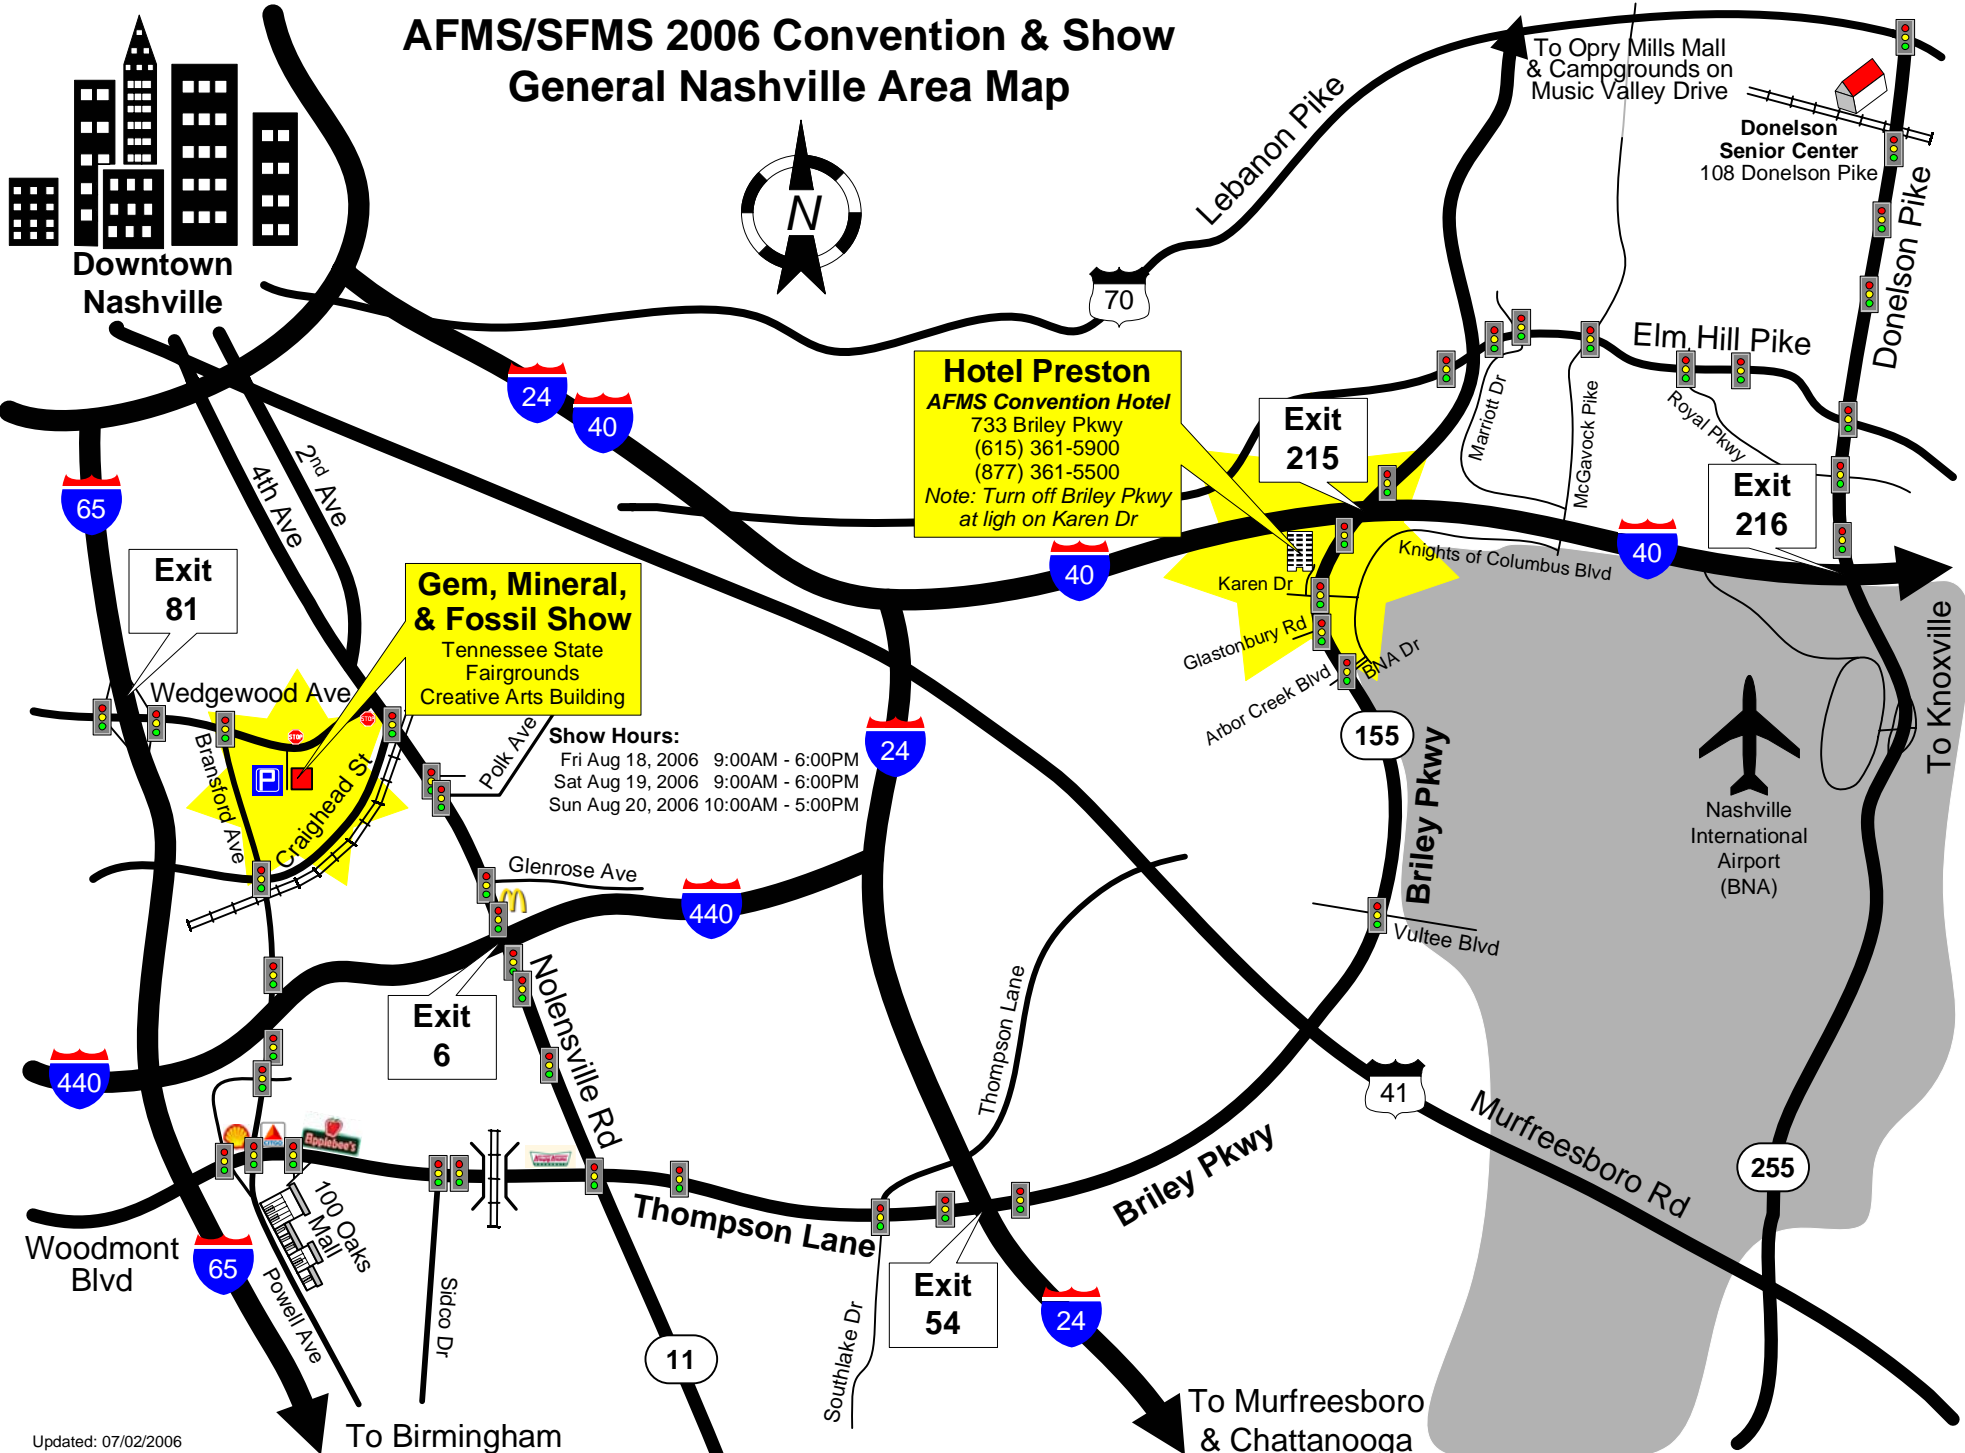 AFMS/SFMS 2006 Convention & Show
General Nashville Area Map
To Opry Mills Mall
& Campgrounds on
Music Valley Drive
Donelson
Senior Center
108 Donelson Pike
Donelson Pike
Lebanon Pike
N
Downtown
Nashville
70
Elm Hill Pike
Hotel Preston
AFMS Convention Hotel
733 Briley Pkwy
(615) 361-5900
(877) 361-5500
Note: Turn off Briley Pkwy
at ligh on Karen Dr
Exit
215
Marriott Dr
McGavock Pike
Royal Pkwy
Exit
216
24
40
65
4th Ave
2nd Ave
Exit
81
Gem, Mineral,
& Fossil Show
Tennessee State
Fairgrounds
Creative Arts Building
40
40
Knights of Columbus Blvd
Karen Dr
Glastonbury Rd
Arbor Creek Blvd
BNA Dr
To Knoxville
Wedgewood Ave
STOP
STOP
P
Bransford Ave
Craighead St
Polk Ave
Show Hours:
Fri Aug 18, 2006 9:00AM - 6:00PM
Sat Aug 19, 2006 9:00AM - 6:00PM
Sun Aug 20, 2006 10:00AM - 5:00PM
24
155
Briley Pkwy
Nashville
International
Airport
(BNA)
Glenrose Ave
440
Vultee Blvd
Exit
6
Nolensville Rd
Thompson Lane
440
41
Murfreesboro Rd
255
Applebee's
100 Oaks
Mall
Thompson Lane
Briley Pkwy
Woodmont
Blvd
65
Powell Ave
Sidco Dr
Southlake Dr
Exit
54
24
11
To Murfreesboro
& Chattanooga
To Birmingham
Updated: 07/02/2006